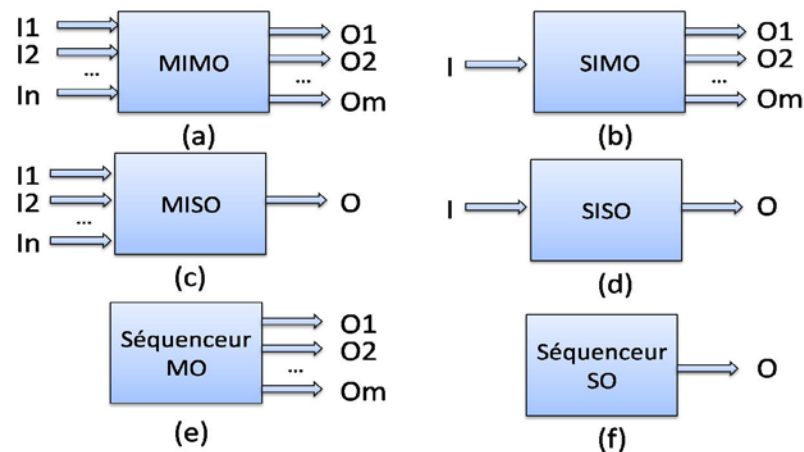 I1
I2
...
In
MIMO
O1
O2
...
Om
(a)
I
SIMO
O1
O2
...
Om
(b)
I1
I2
...
In
MISO
O
(c)
I
SISO
O
(d)
Séquenceur
MO
O1
O2
...
Om
(e)
Séquenceur
SO
O
(f)